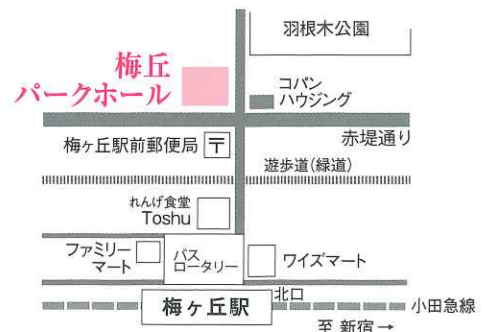 羽根木公園
梅丘
パークホール
コバン
ハウジング
赤堤通り
梅ヶ丘駅前郵便局 〒
遊歩道(緑道)
れんげ食堂
Toshu
ファミリー
マート
バス
ロータリー
ワイズマート
北口
梅ヶ丘駅
小田急線
至 新宿→